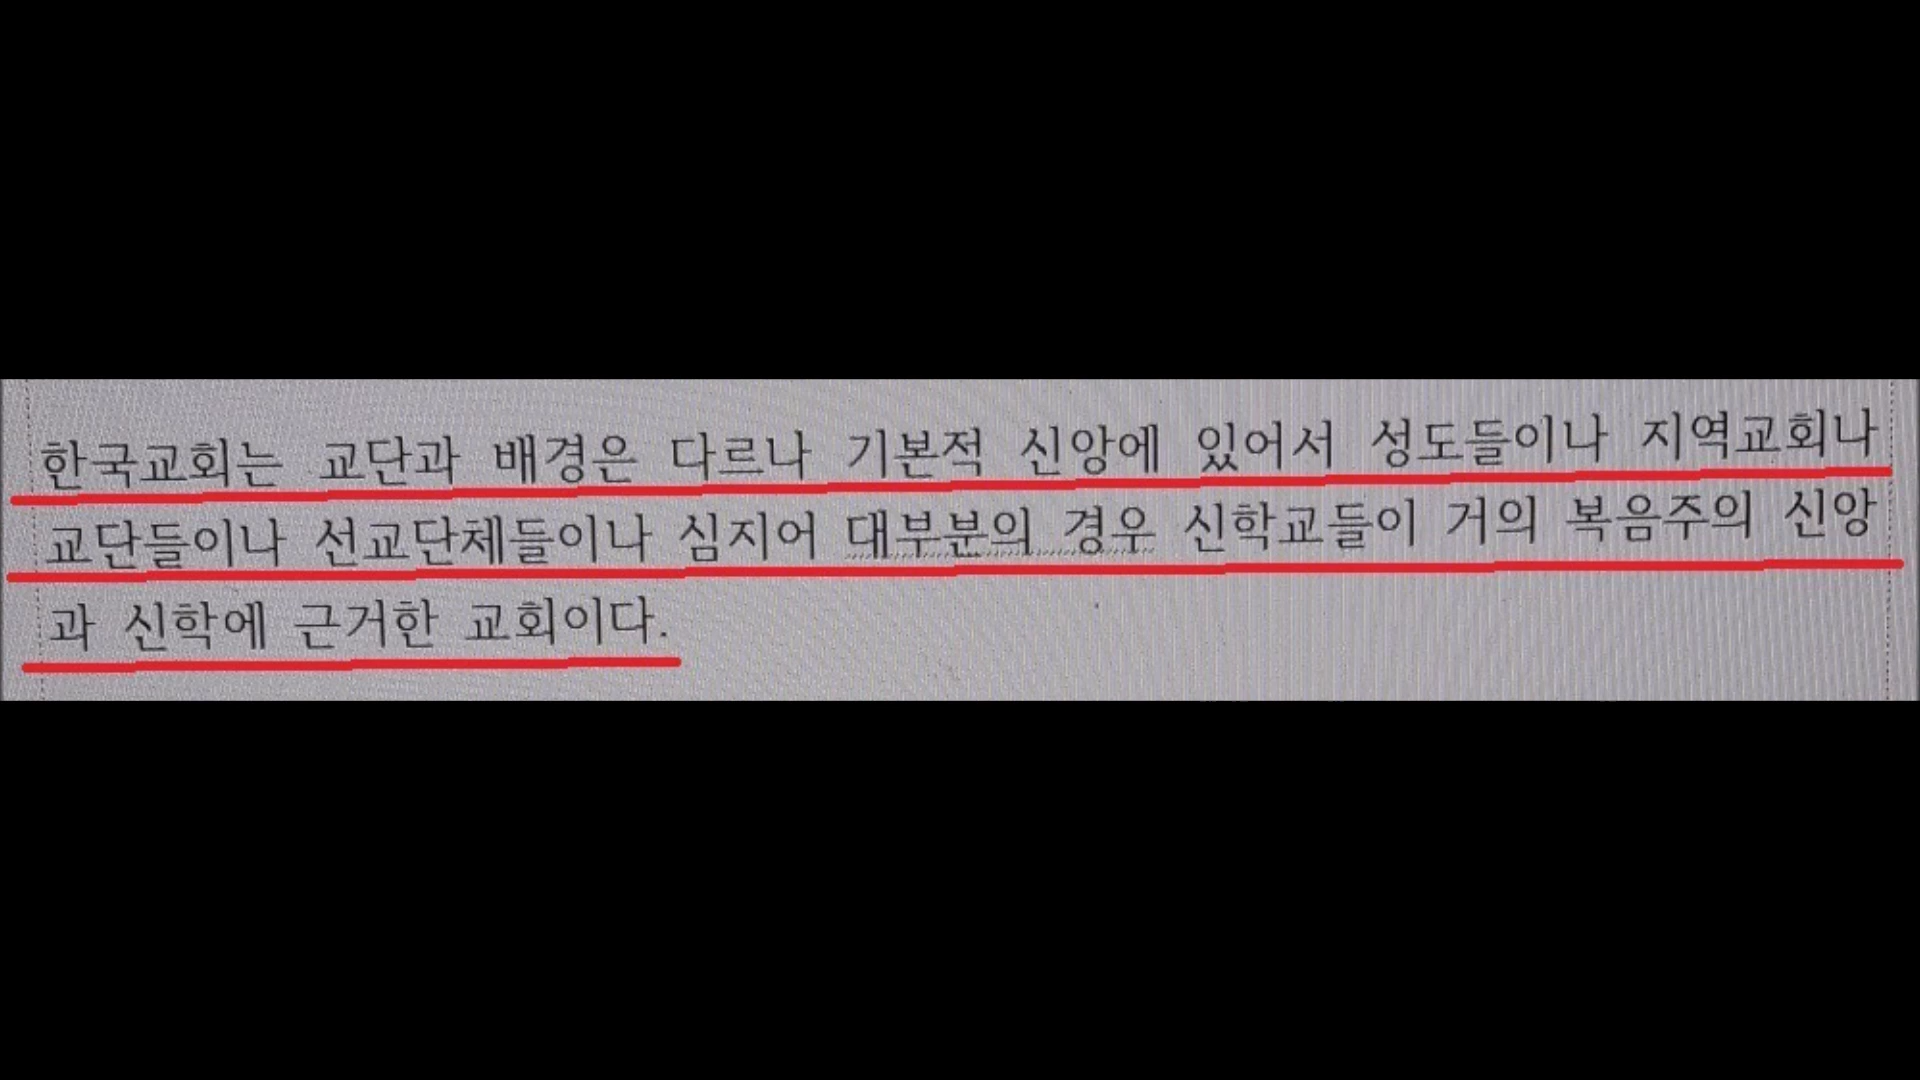 한국교회는 교단과 배경은 다르나 기본적 신앙에 있어서 성도들이나 지역교회나
교단들이나 선교단체들이나 심지어 대부분의 경우 신학교들이 거의 복음주의 신앙
과 신학에 근거한 교회이다.